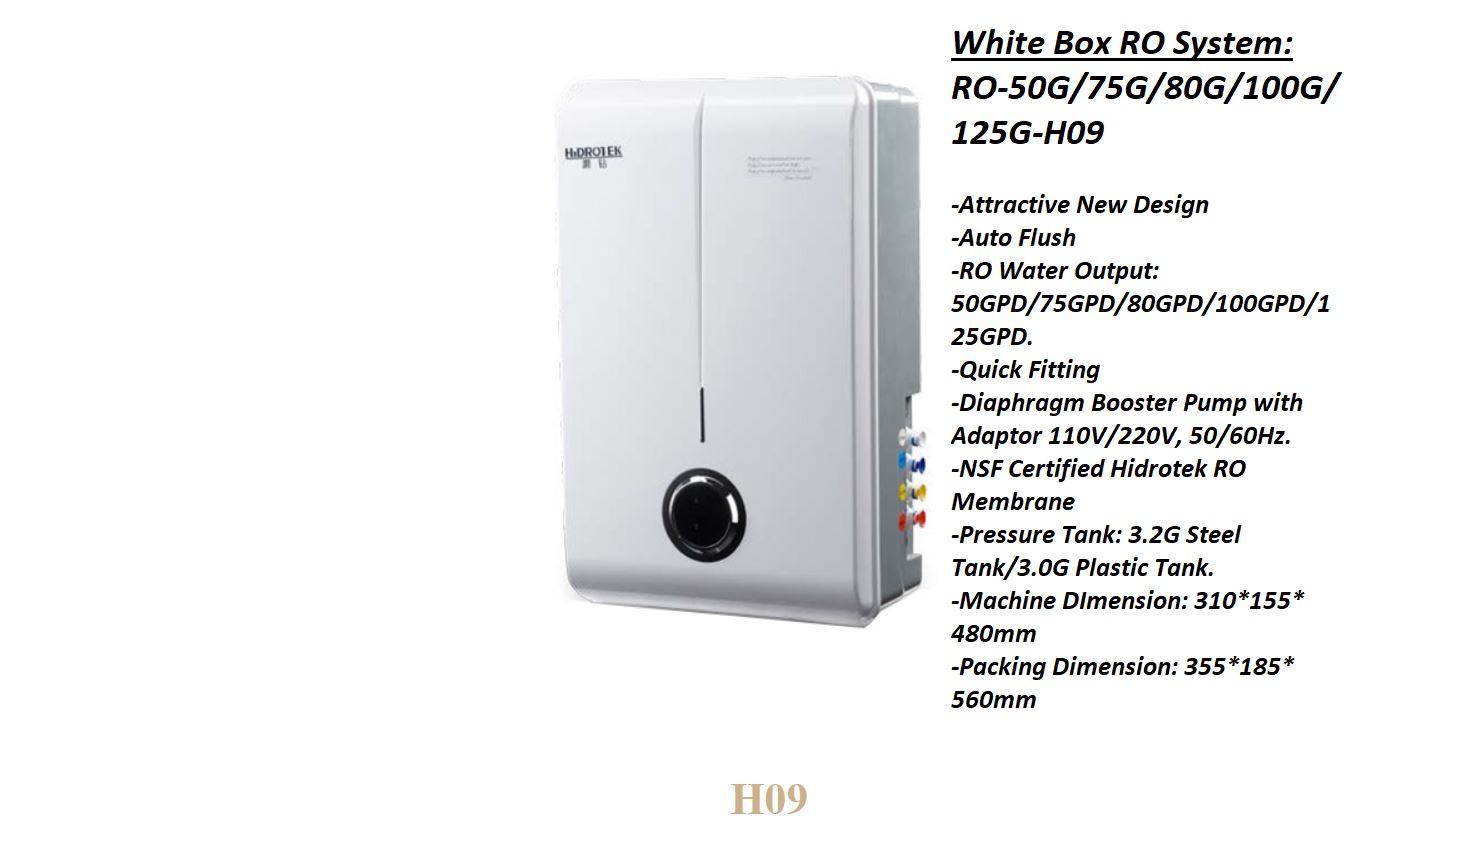 White Box RO System:
RO-50G/75G/80G/100G/
125G-H09
-Attractive New Design
-Auto Flush
-RO Water Output:
50GPD/75GPD/80GPD/100GPD/1
25GPD.
-Quick Fitting
-Diaphragm Booster Pump with
Adaptor 110V/220V, 50/60Hz.
-NSF Certified Hidrotek RO
Membrane
-Pressure Tank: 3.2G Steel
Tank/3.0G Plastic Tank.
-Machine DImension: 310*155*
480mm
-Packing Dimension: 355*185*
560mm
HiDROTEK
H09